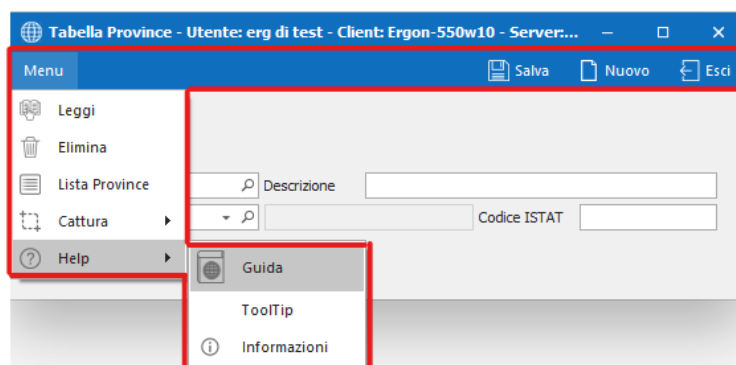 Tabella Province - Utente: erg di test - Client: Ergon-550w10 - Server:...
Menu Salva Nuovo Esci
Leggi
Elimina
Lista Province Descrizione
Cattura Codice ISTAT
Help
Guida
ToolTip
Informazioni